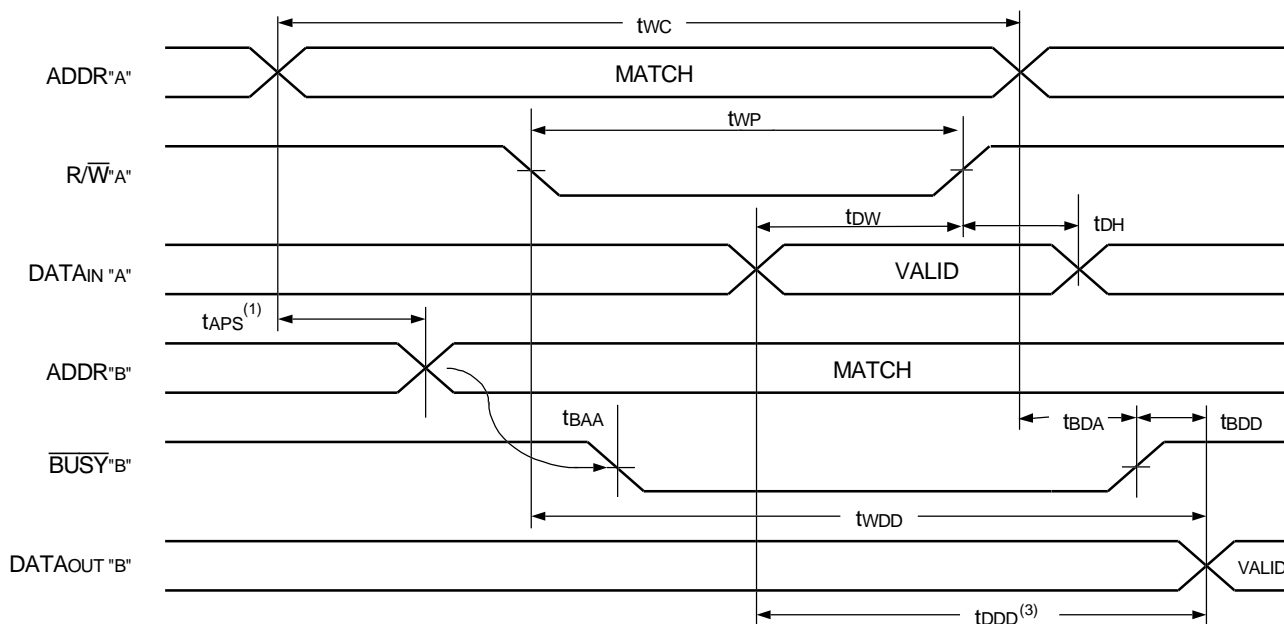 tWC
ADDR"A"
MATCH
tWP
R/W̅"A"
tDW
tDH
DATAIN "A"
VALID
tAPS(1)
ADDR"B"
MATCH
tBAA
tBDA
tBDD
B̅U̅S̅Y̅"B"
tWDD
DATAOUT "B"
VALID
tDDD(3)